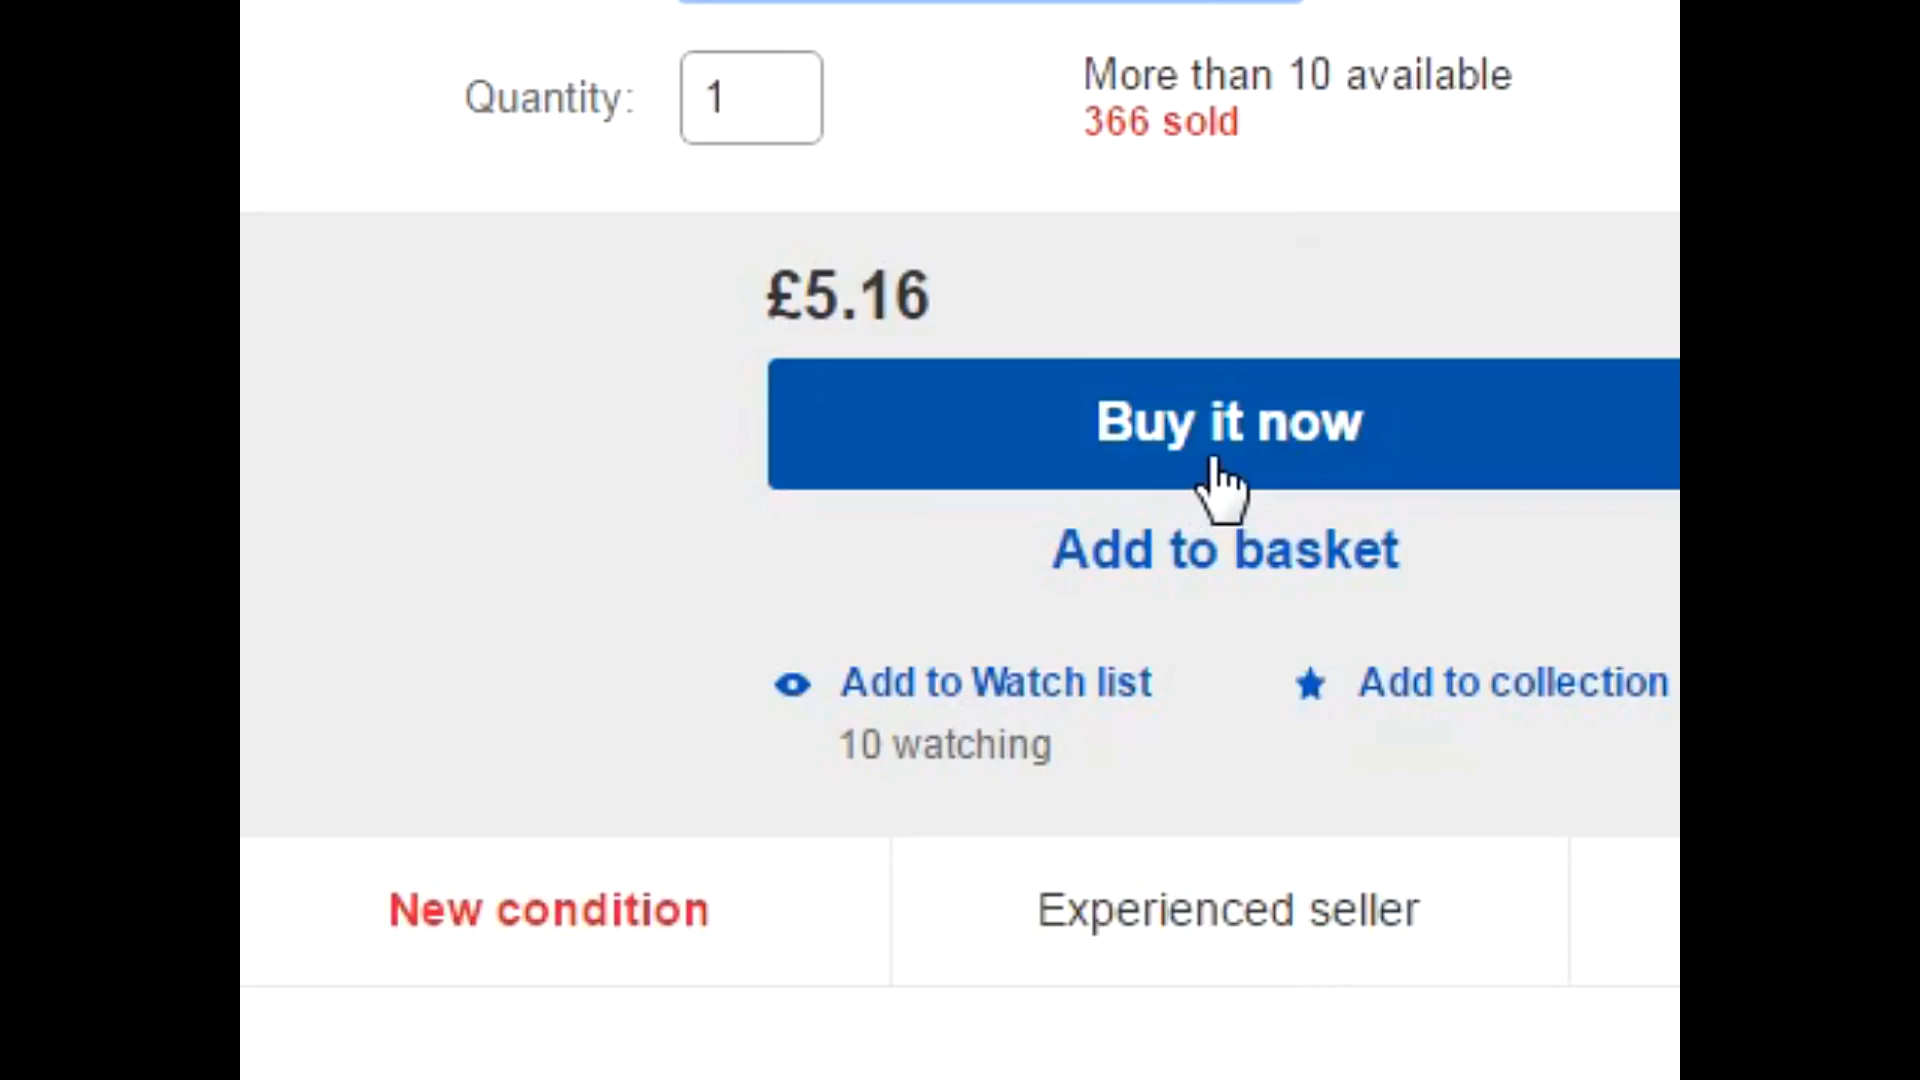 Quantity: 1
More than 10 available
366 sold
£5.16
Buy it now
Add to basket
Add to Watch list
Add to collection
10 watching
New condition
Experienced seller